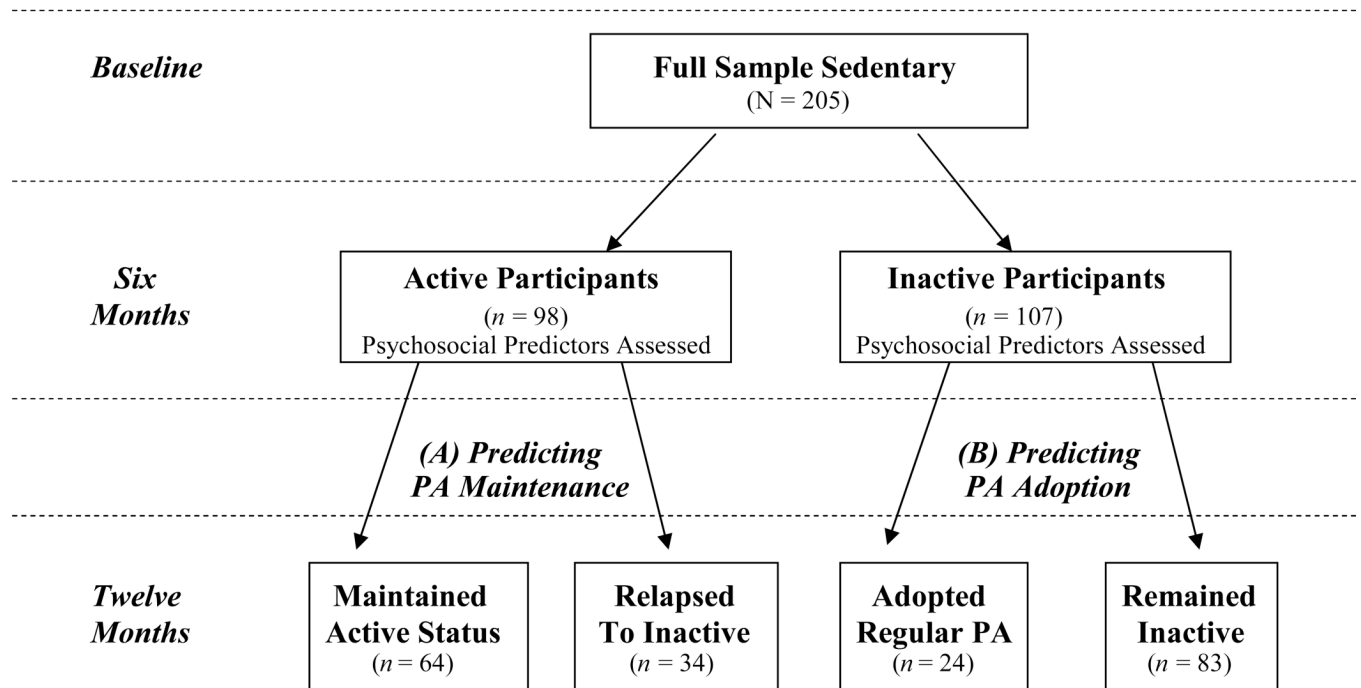 Baseline
Full Sample Sedentary
(N = 205)
Six
Months
Active Participants
(n = 98)
Psychosocial Predictors Assessed
Inactive Participants
(n = 107)
Psychosocial Predictors Assessed
(A) Predicting
PA Maintenance
(B) Predicting
PA Adoption
Twelve
Months
Maintained
Active Status
(n = 64)
Relapsed
To Inactive
(n = 34)
Adopted
Regular PA
(n = 24)
Remained
Inactive
(n = 83)